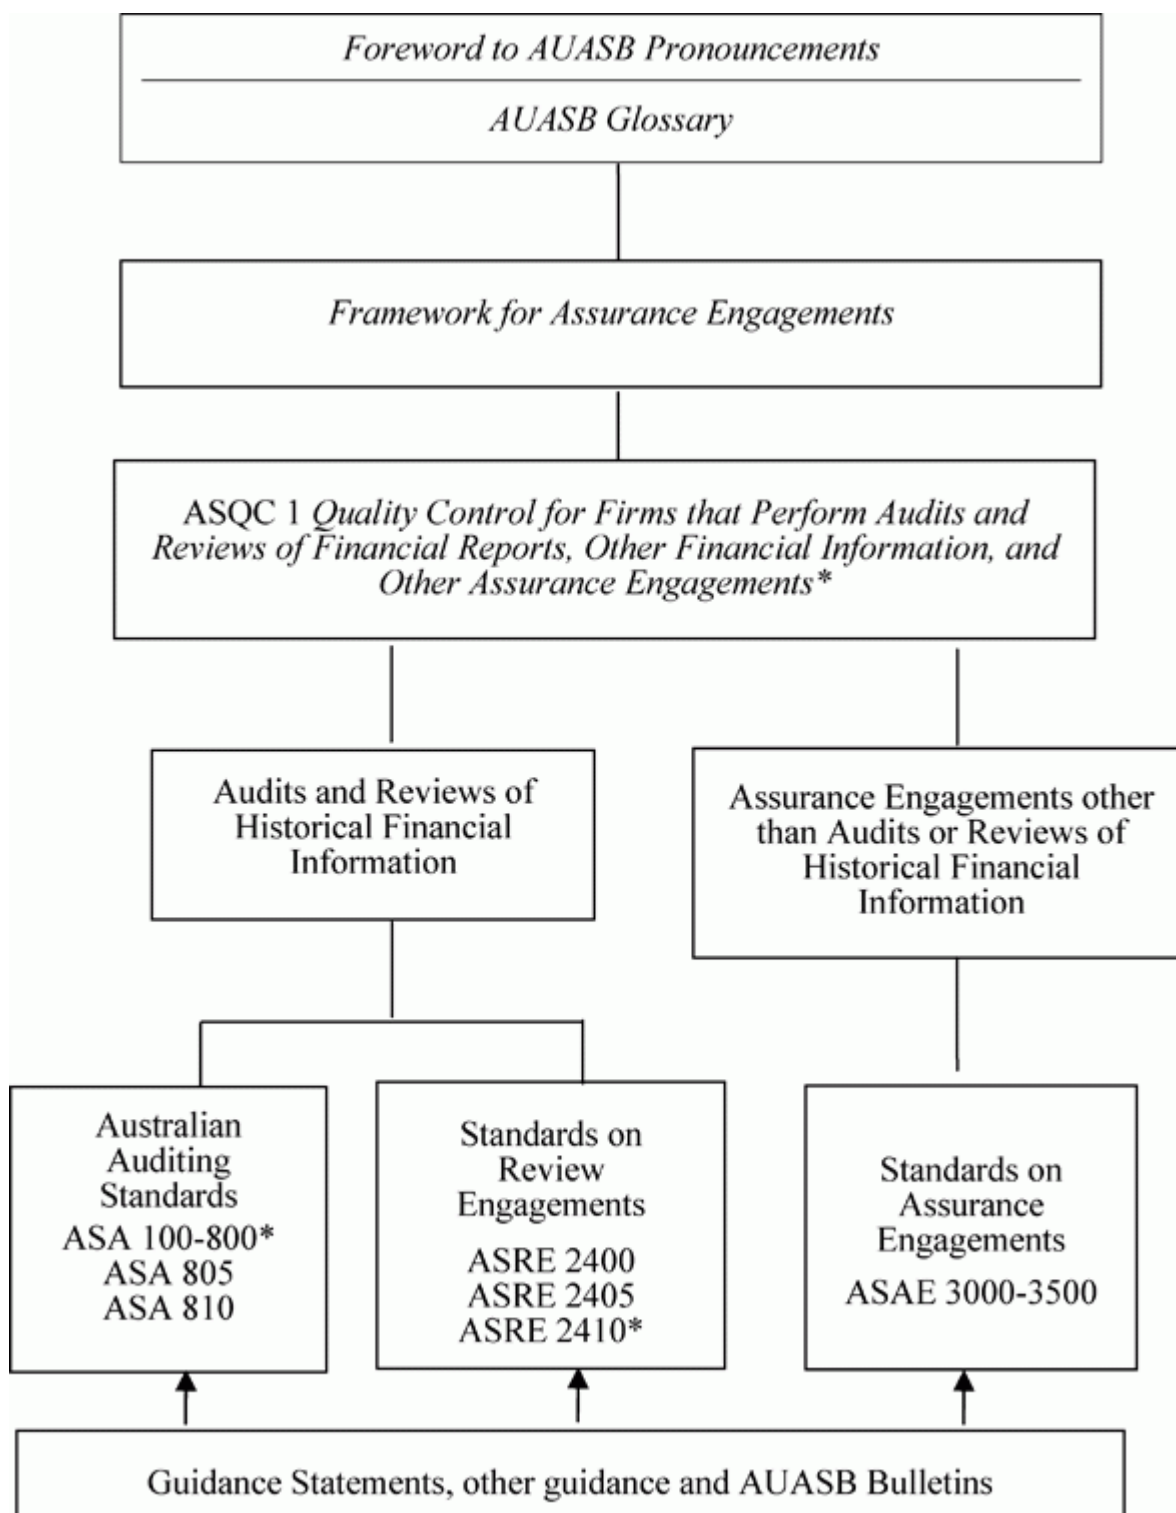 Foreword to AUASB Pronouncements
AUASB Glossary
Framework for Assurance Engagements
ASQC 1 Quality Control for Firms that Perform Audits and
Reviews of Financial Reports, Other Financial Information, and
Other Assurance Engagements*
Audits and Reviews of
Historical Financial
Information
Assurance Engagements other
than Audits or Reviews of
Historical Financial
Information
Australian
Auditing
Standards
ASA 100-800*
ASA 805
ASA 810
Standards on
Review
Engagements
ASRE 2400
ASRE 2405
ASRE 2410*
Standards on
Assurance
Engagements
ASAE 3000-3500
Guidance Statements, other guidance and AUASB Bulletins